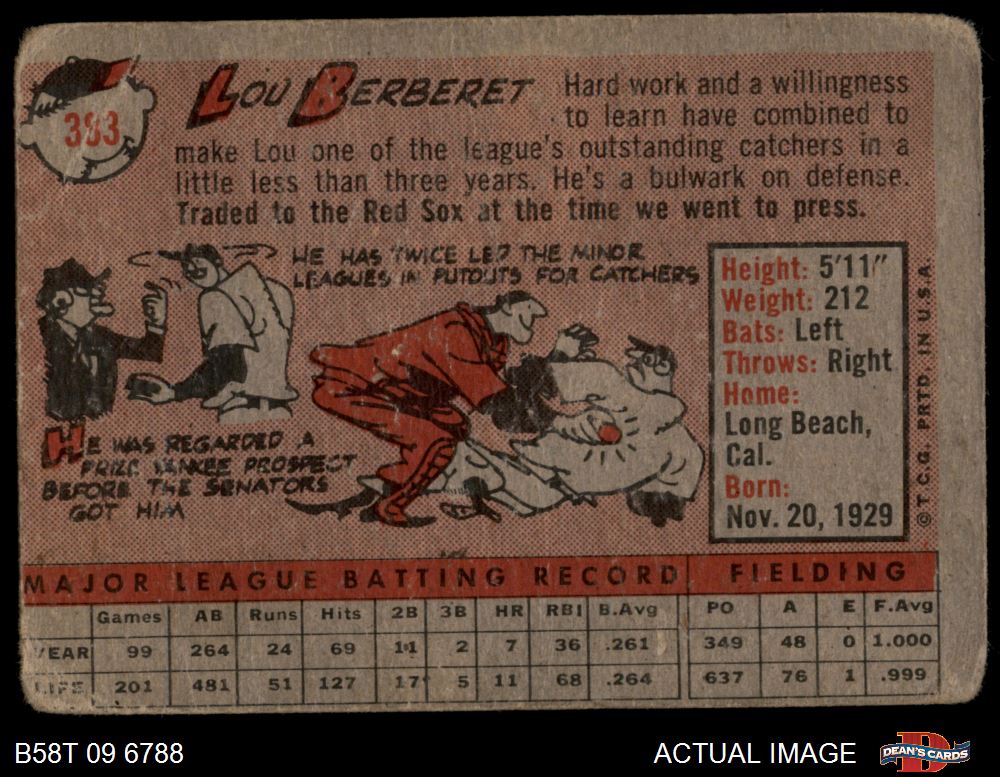 383
LOU BERBERET
Hard work and a willingness
to learn have combined to
make Lou one of the league's outstanding catchers in a
little less than three years. He's a bulwark on defense.
Traded to the Red Sox at the time we went to press.
HE HAS TWICE LED THE MINOR
LEAGUES IN PUTOUTS FOR CATCHERS
HE WAS REGARDED A
PRIZE YANKEE PROSPECT
BEFORE THE SENATORS
GOT HIM
Height: 5'11"
Weight: 212
Bats: Left
Throws: Right
Home:
Long Beach,
Cal.
Born:
Nov. 20, 1929
© T.C.G. PRTD. IN U.S.A.
MAJOR LEAGUE BATTING RECORD FIELDING
Games AB Runs Hits 2B 3B HR RBI B.Avg PO A E F.Avg
YEAR 99 264 24 69 11 2 7 36 .261 349 48 0 1.000
LIFE 201 481 51 127 17 5 11 68 .264 637 76 1 .999
B58T 09 6788
ACTUAL IMAGE
DEAN'S CARDS